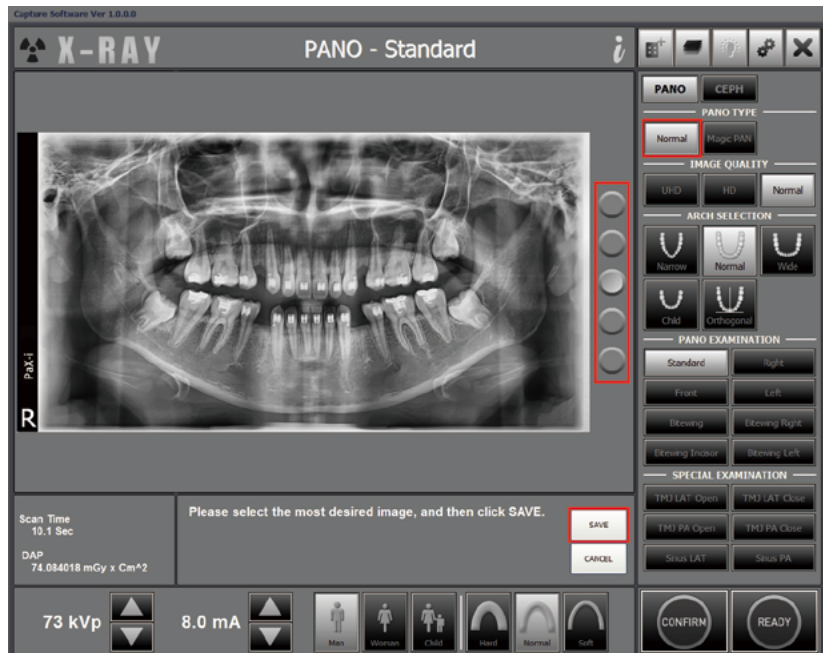 Capture Software Ver 1.0.0.0
X-RAY
PANO - Standard
i
PANO
CEPH
PANO TYPE
Normal
Magic PAN
IMAGE QUALITY
UHD
HD
Normal
ARCH SELECTION
Narrow
Normal
Wide
Child
Orthogonal
PANO EXAMINATION
Standard
Right
Front
Left
Bitewing
Bitewing Right
Bitewing Incisor
Bitewing Left
SPECIAL EXAMINATION
TMJ LAT Open
TMJ LAT Close
TMJ PA Open
TMJ PA Close
Sinus LAT
Sinus PA
PaX-i
R
Scan Time
10.1 Sec
DAP
74.084018 mGy x Cm^2
Please select the most desired image, and then click SAVE.
SAVE
CANCEL
73 kVp
8.0 mA
Man
Woman
Child
Hard
Normal
Soft
CONFIRM
READY